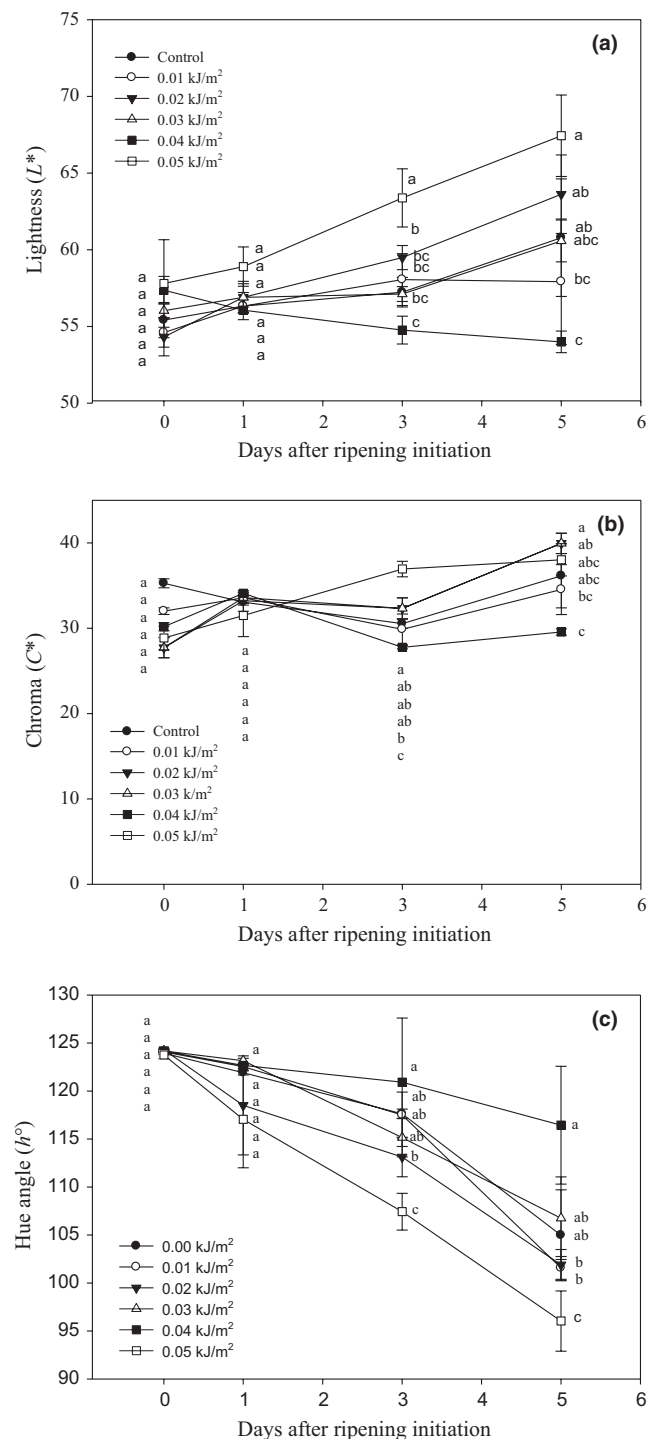 75
(a)
Control
0.01 kJ/m²
0.02 kJ/m²
0.03 kJ/m²
0.04 kJ/m²
0.05 kJ/m²
70
65
60
55
50
Lightness (L*)
a
a
a
a
a
a
a
a
a
a
a
a
a
b
bc
bc
bc
c
a
ab
ab
abc
bc
c
0 1 2 3 4 5 6
Days after ripening initiation
(b)
40
30
20
10
0
Chroma (C*)
a
a
a
a
a
a
a
a
a
a
a
a
a
ab
ab
ab
b
c
a
ab
abc
abc
bc
c
Control
0.01 kJ/m²
0.02 kJ/m²
0.03 k/m²
0.04 kJ/m²
0.05 kJ/m²
0 1 2 3 4 5 6
Days after ripening initiation
130
(c)
125
120
115
110
105
100
95
90
Hue angle (h°)
a
a
a
a
a
a
a
a
a
a
a
a
a
ab
ab
ab
b
c
a
ab
ab
b
b
c
0.00 kJ/m²
0.01 kJ/m²
0.02 kJ/m²
0.03 kJ/m²
0.04 kJ/m²
0.05 kJ/m²
0 1 2 3 4 5 6
Days after ripening initiation